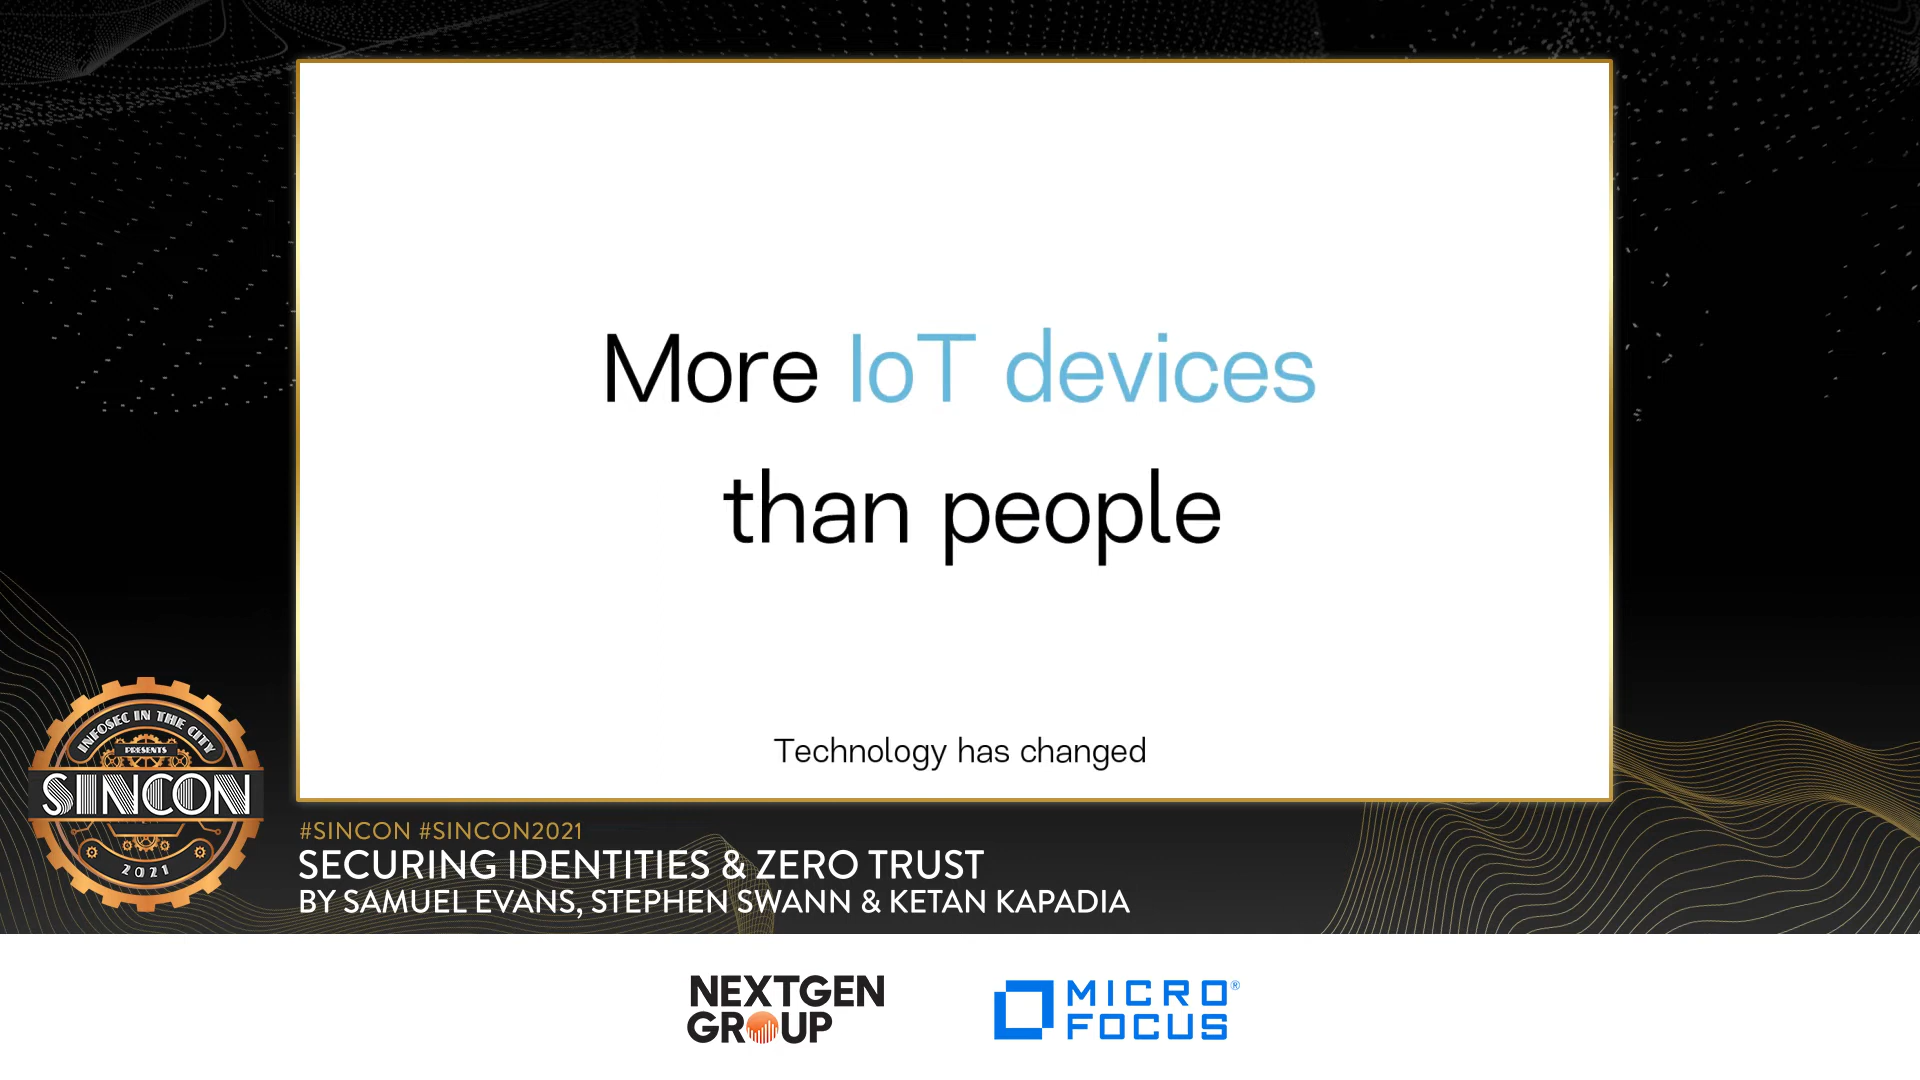 More IoT devices
than people
Technology has changed
INFOSEC IN THE CITY
PRESENTS
SINCON
2021
#SINCON #SINCON2021
SECURING IDENTITIES & ZERO TRUST
BY SAMUEL EVANS, STEPHEN SWANN & KETAN KAPADIA
NEXTGEN
GROUP
MICRO
FOCUS®